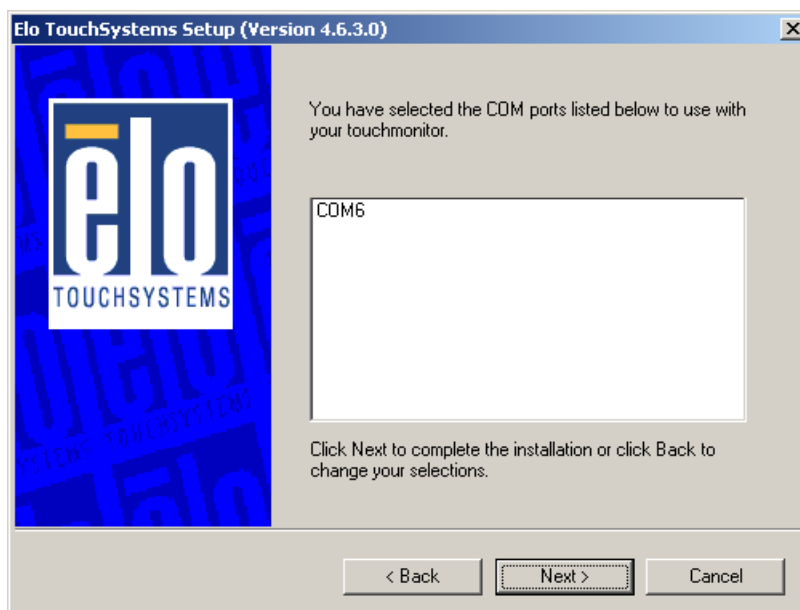 Elo TouchSystems Setup (Version 4.6.3.0)
You have selected the COM ports listed below to use with
your touchmonitor.
COM6
ēlo
TOUCHSYSTEMS
Click Next to complete the installation or click Back to
change your selections.
< Back
Next >
Cancel